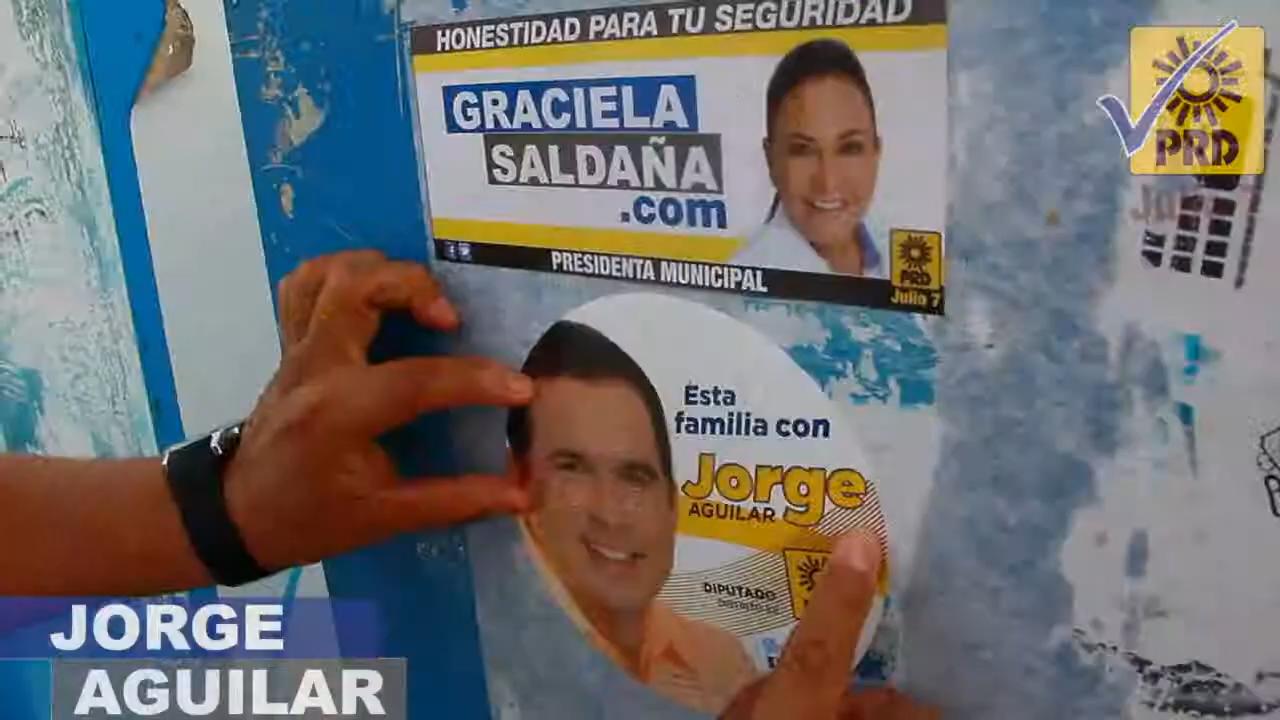 HONESTIDAD PARA TU SEGURIDAD
GRACIELA
SALDAÑA
.com
PRESIDENTA MUNICIPAL
PRD
Julio 7
PRD
Esta
familia con
Jorge
AGUILAR
DIPUTADO
JORGE
AGUILAR